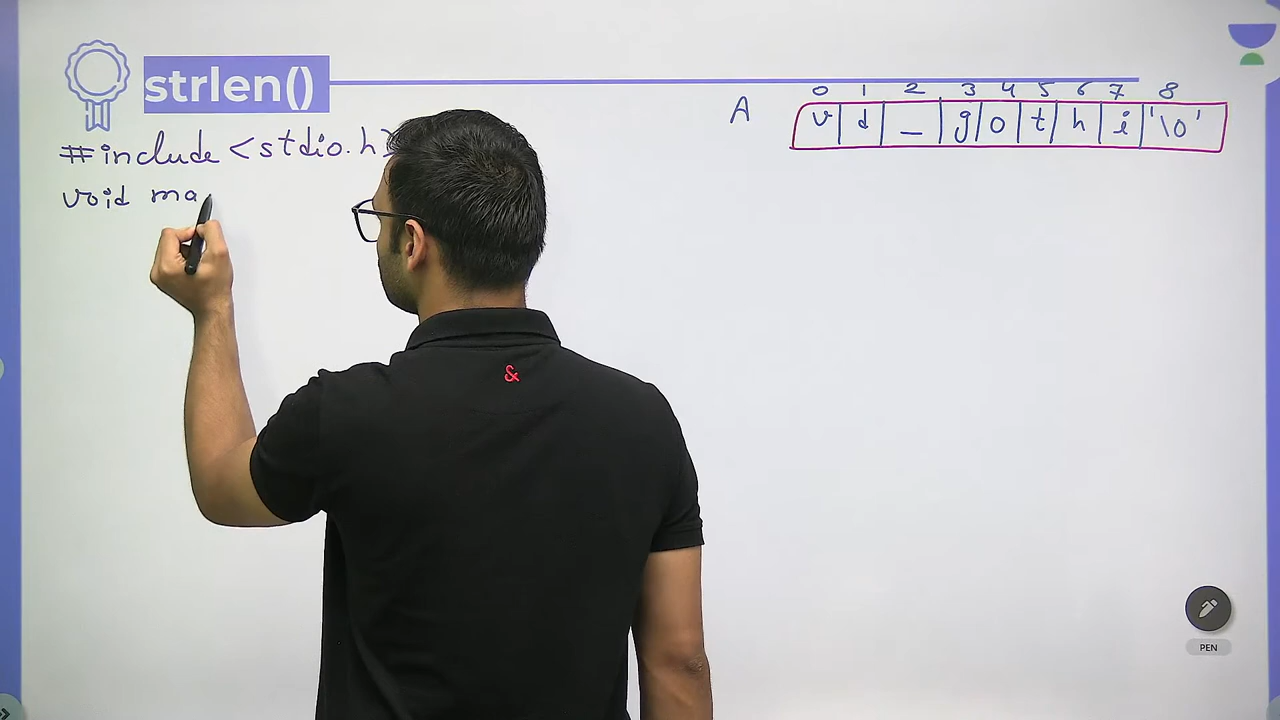 strlen()
#include <stdio.h>
void ma
0 1 2 3 4 5 6 7 8
A v d _ g o t h i '\0'
&
PEN